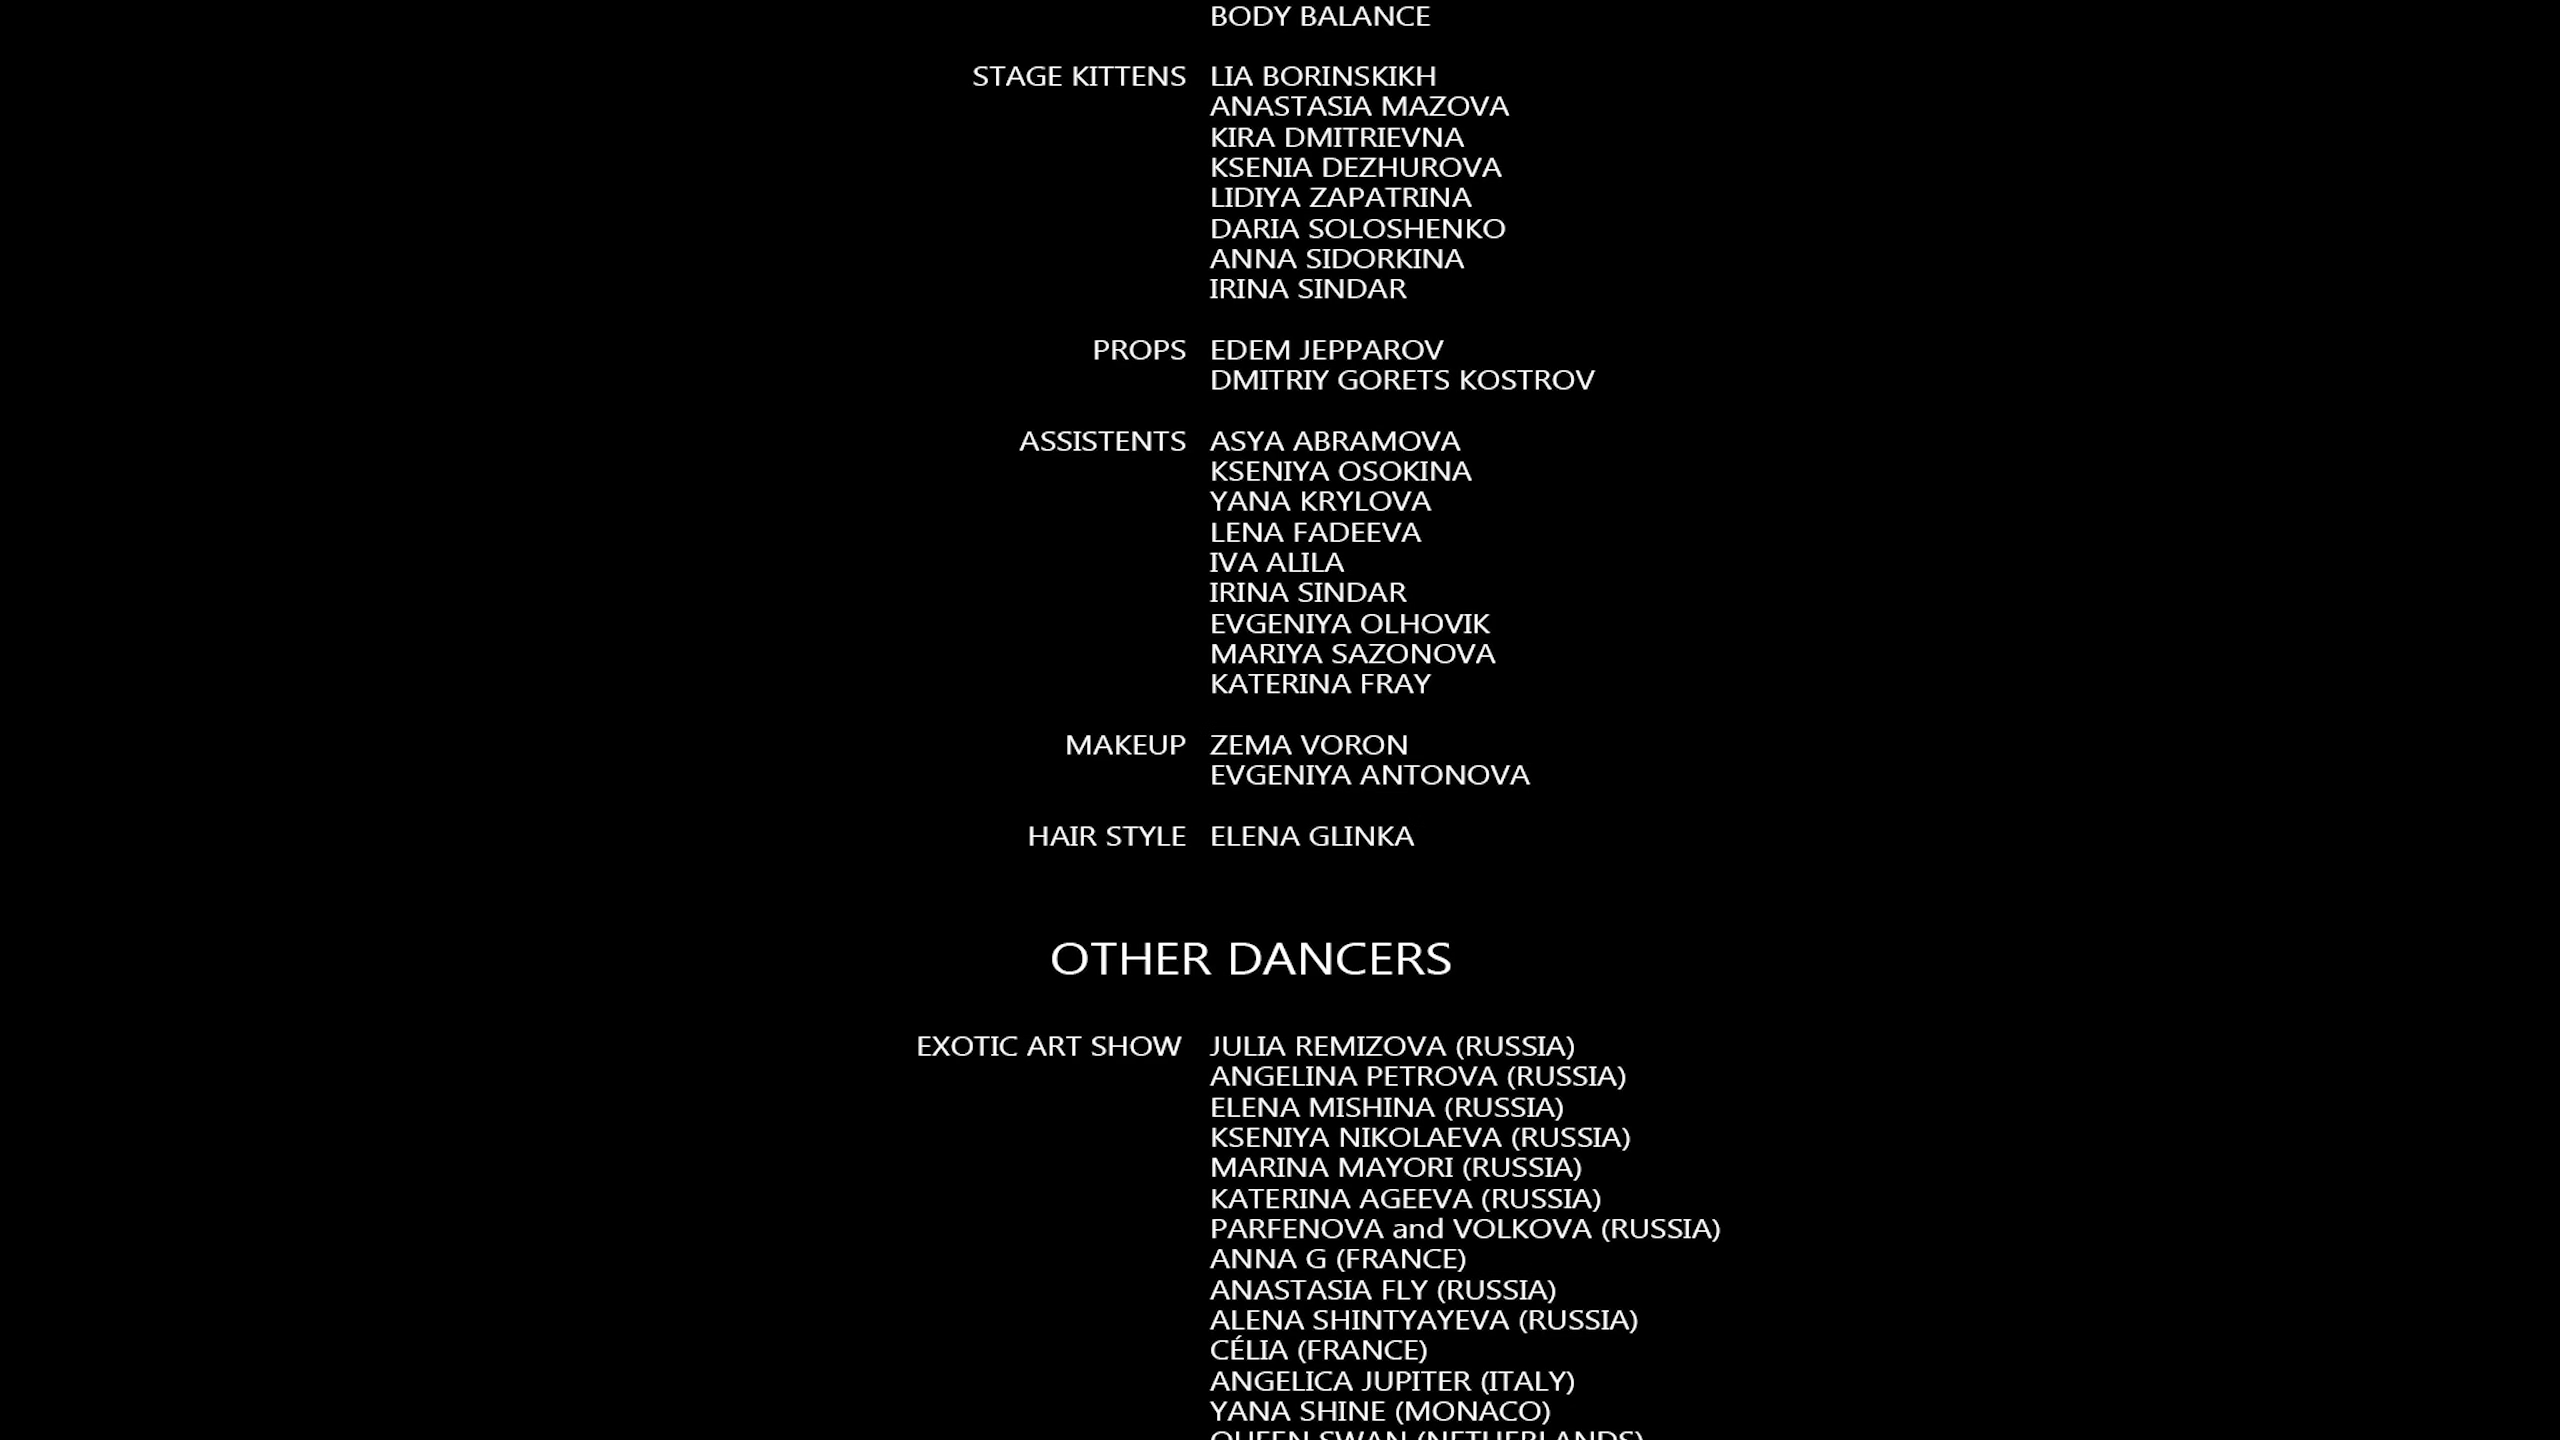 BODY BALANCE
STAGE KITTENS LIA BORINSKIKH
ANASTASIA MAZOVA
KIRA DMITRIEVNA
KSENIA DEZHUROVA
LIDIYA ZAPATRINA
DARIA SOLOSHENKO
ANNA SIDORKINA
IRINA SINDAR
PROPS EDEM JEPPAROV
DMITRIY GORETS KOSTROV
ASSISTENTS ASYA ABRAMOVA
KSENIYA OSOKINA
YANA KRYLOVA
LENA FADEEVA
IVA ALILA
IRINA SINDAR
EVGENIYA OLHOVIK
MARIYA SAZONOVA
KATERINA FRAY
MAKEUP ZEMA VORON
EVGENIYA ANTONOVA
HAIR STYLE ELENA GLINKA
OTHER DANCERS
EXOTIC ART SHOW JULIA REMIZOVA (RUSSIA)
ANGELINA PETROVA (RUSSIA)
ELENA MISHINA (RUSSIA)
KSENIYA NIKOLAEVA (RUSSIA)
MARINA MAYORI (RUSSIA)
KATERINA AGEEVA (RUSSIA)
PARFENOVA and VOLKOVA (RUSSIA)
ANNA G (FRANCE)
ANASTASIA FLY (RUSSIA)
ALENA SHINTYAYEVA (RUSSIA)
CÉLIA (FRANCE)
ANGELICA JUPITER (ITALY)
YANA SHINE (MONACO)
QUEEN SWAN (NETHERLANDS)